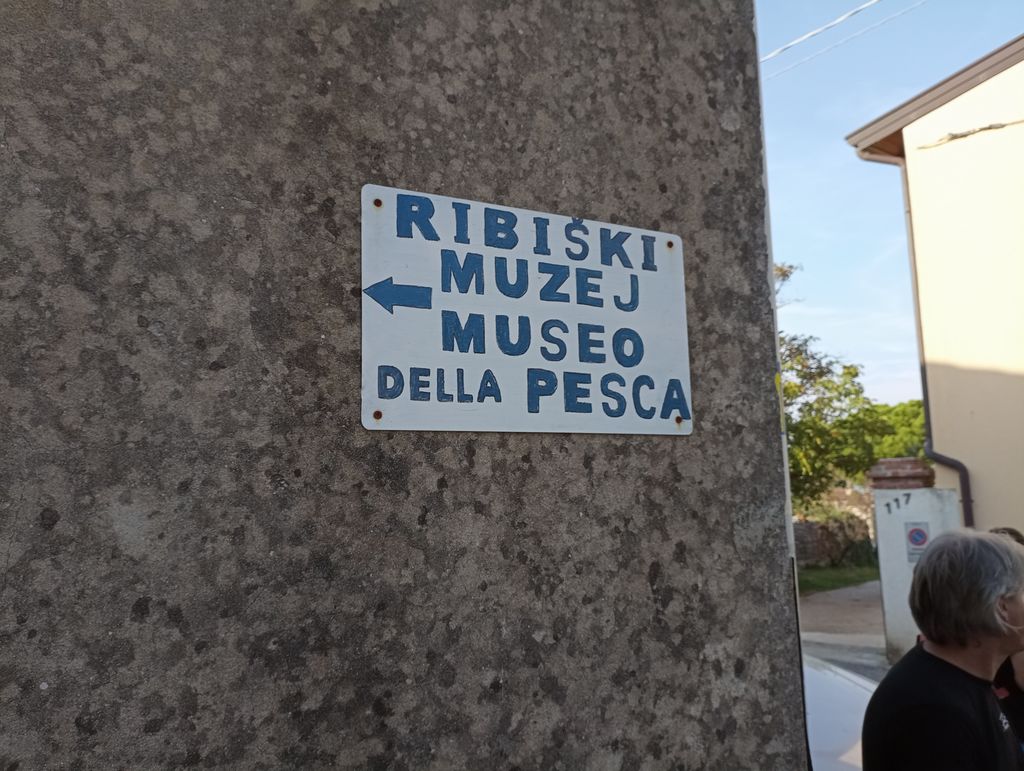 RIBIŠKI
MUZEJ
MUSEO
DELLA PESCA
117